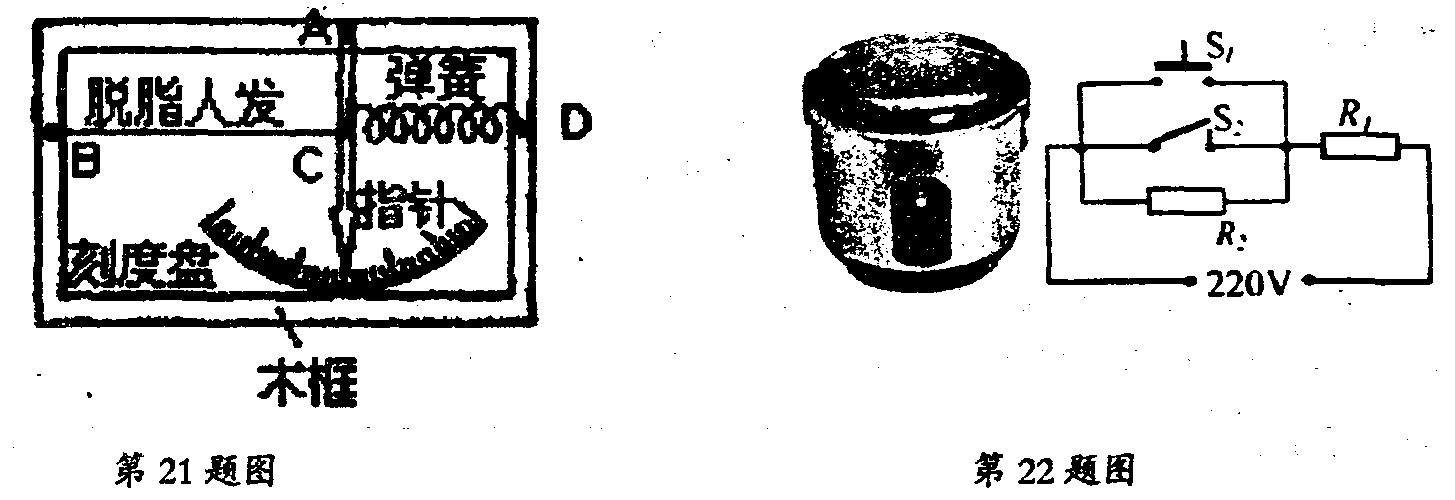 A
弹簧
脱脂人发
D
B
C
指针
刻度盘
木框
第21题图
S₁
S₂
R₁
R₂
220V
第22题图